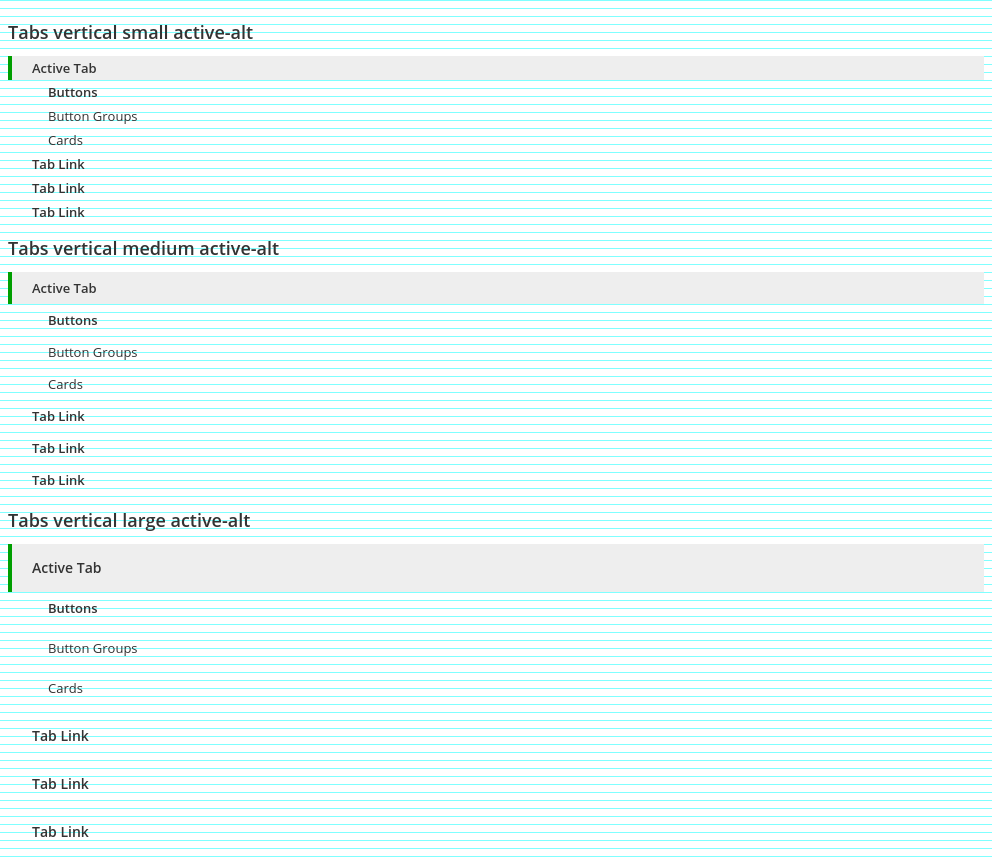 Tabs vertical small active-alt
Active Tab
Buttons
Button Groups
Cards
Tab Link
Tab Link
Tab Link
Tabs vertical medium active-alt
Active Tab
Buttons
Button Groups
Cards
Tab Link
Tab Link
Tab Link
Tabs vertical large active-alt
Active Tab
Buttons
Button Groups
Cards
Tab Link
Tab Link
Tab Link